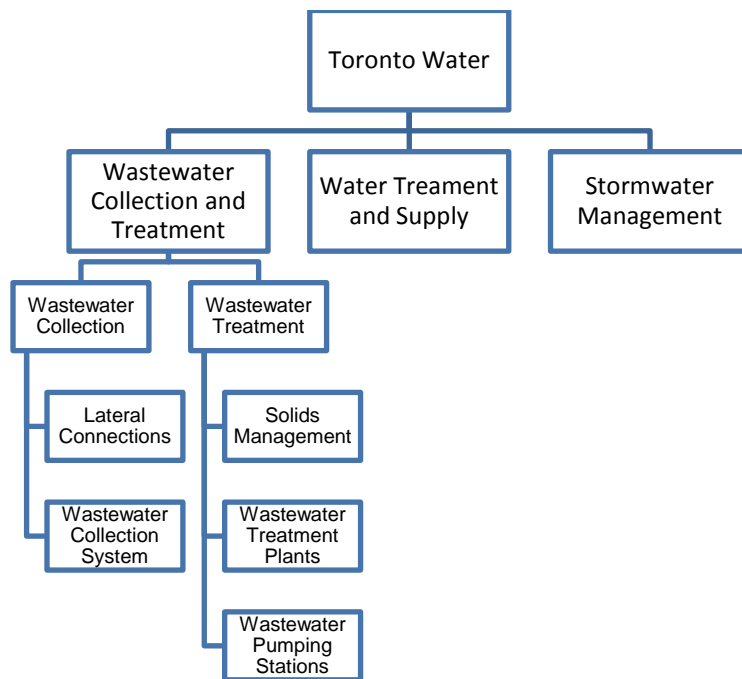 Toronto Water
Wastewater
Collection and
Treatment
Water Treament
and Supply
Stormwater
Management
Wastewater
Collection
Wastewater
Treatment
Lateral
Connections
Solids
Management
Wastewater
Collection
System
Wastewater
Treatment
Plants
Wastewater
Pumping
Stations